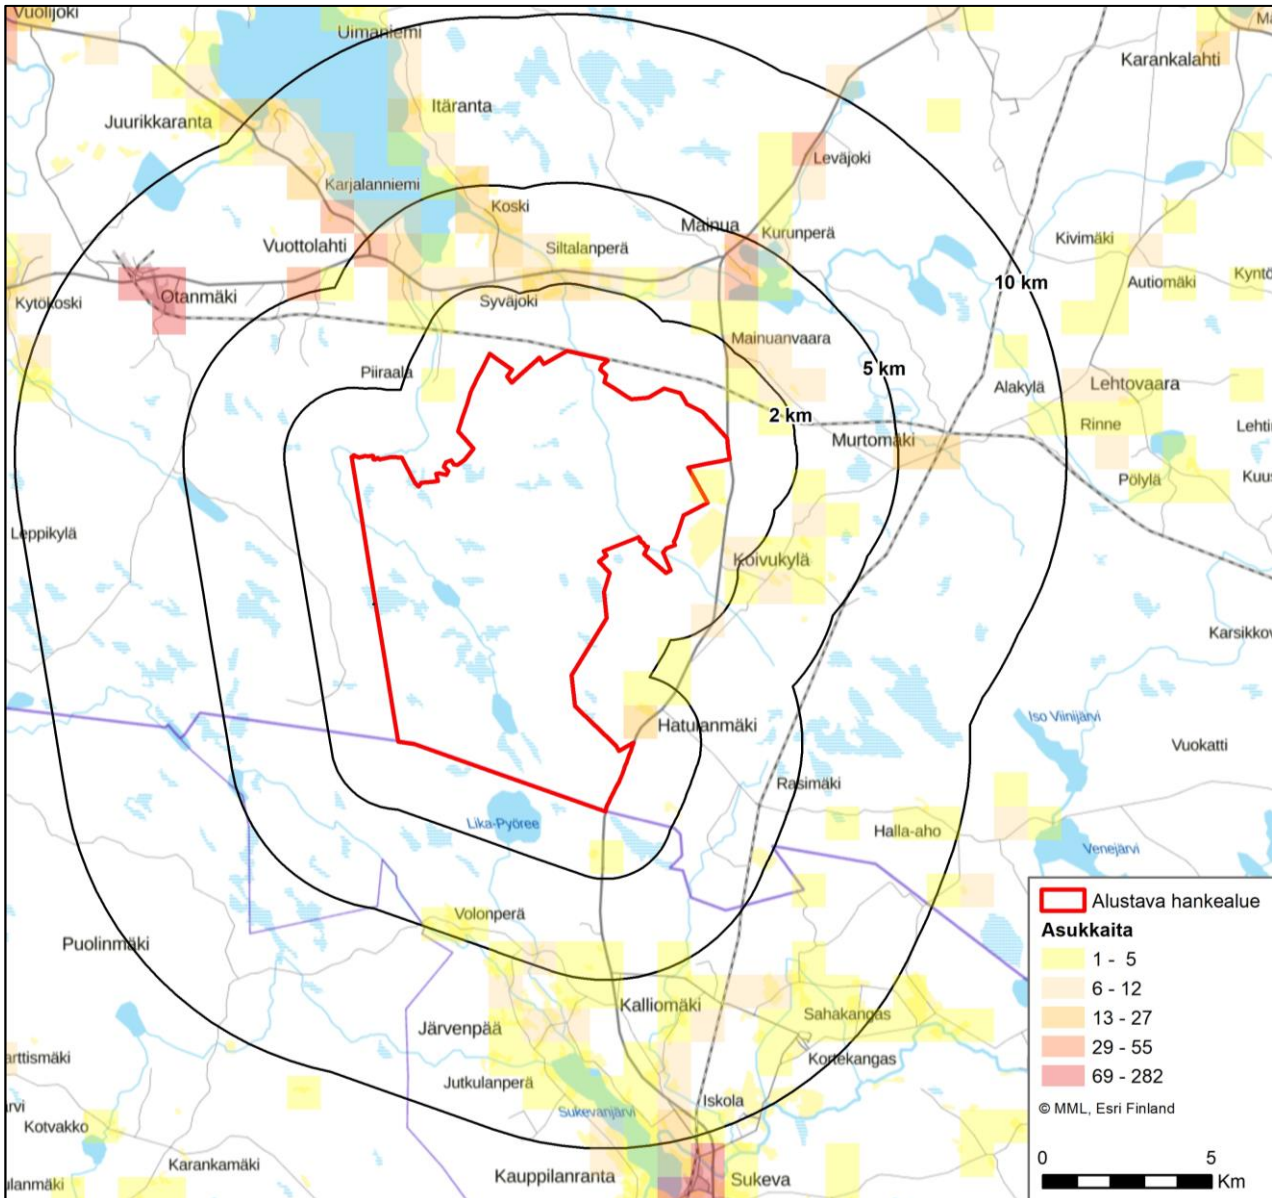 Vuolijoki
Uimaniemi
Karankalahti
Itäranta
Juurikkaranta
Leväjoki
Karjalanniemi
Koski
Mainua
Kurunperä
Kivimäki
Vuottolahti
Siltalanperä
10 km
Autiomäki
Kytökoski
Otanmäki
Syväjoki
Mainuanvaara
Piiraala
5 km
Alakylä
Lehtovaara
2 km
Rinne
Murtomäki
Pölylä
Leppikylä
Koivukylä
Iso Viinijärvi
Hatulanmäki
Vuokatti
Rasimäki
Lika-Pyöree
Halla-aho
Venejärvi
Volonperä
Puolinmäki
Kalliomäki
Sahakangas
Järvenpää
Kortekangas
Jutkulanperä
Iskola
Sukevanjärvi
Kotvakko
Karankamäki
Kauppilanranta
Sukeva
Alustava hankealue
Asukkaita
1 - 5
6 - 12
13 - 27
29 - 55
69 - 282
© MML, Esri Finland
0 5
Km